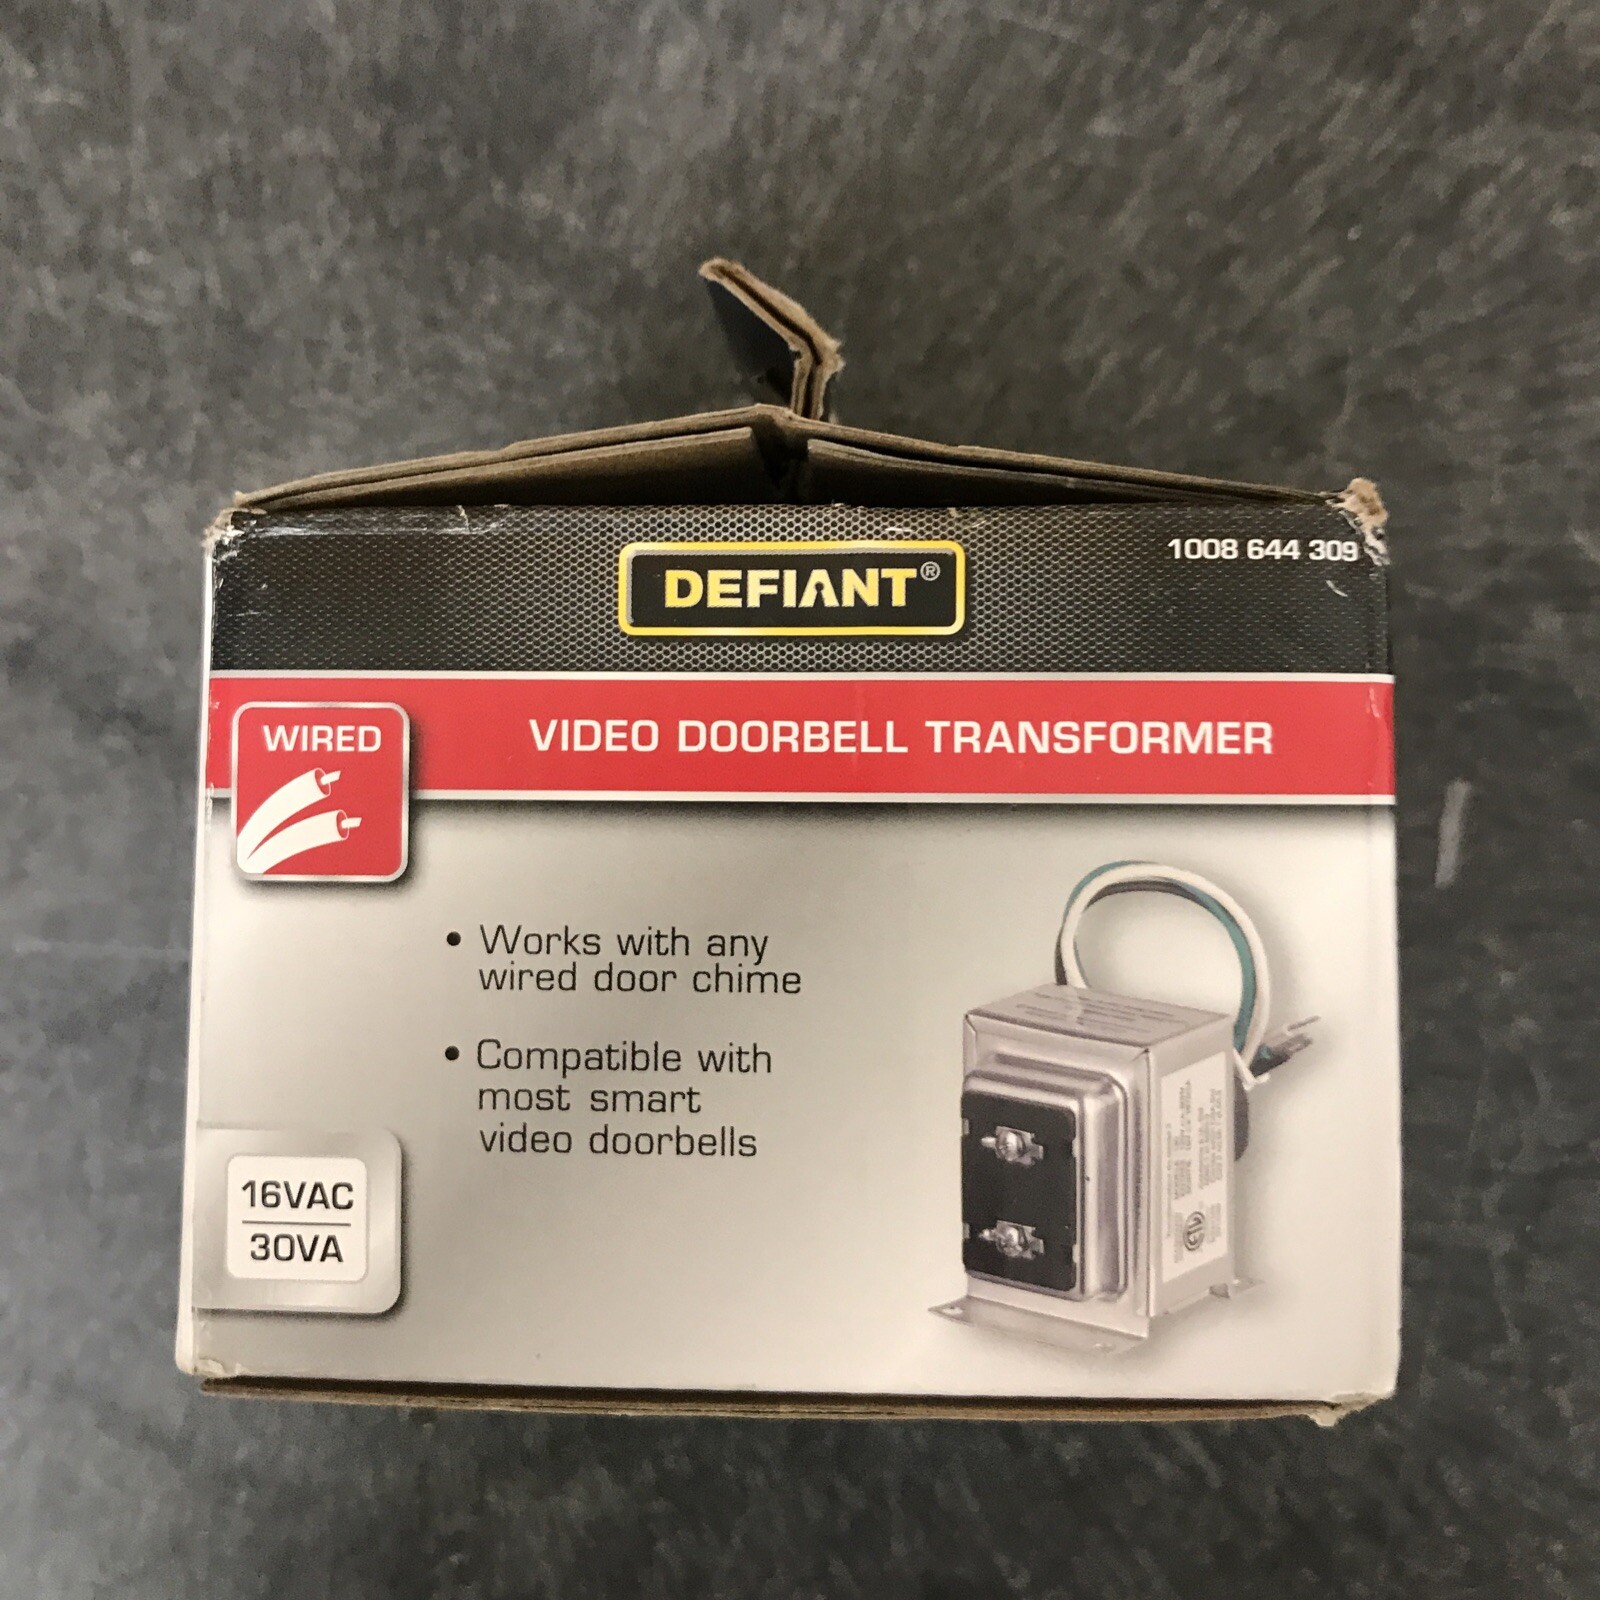 DEFIANT®
1008 644 309
WIRED
VIDEO DOORBELL TRANSFORMER
• Works with any
wired door chime
• Compatible with
most smart
video doorbells
16VAC
30VA